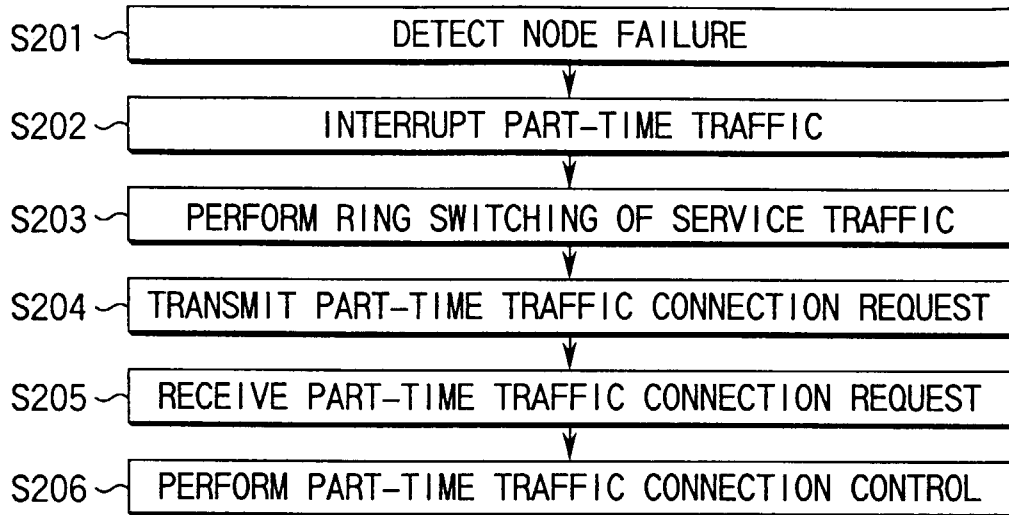 S201 DETECT NODE FAILURE
S202 INTERRUPT PART-TIME TRAFFIC
S203 PERFORM RING SWITCHING OF SERVICE TRAFFIC
S204 TRANSMIT PART-TIME TRAFFIC CONNECTION REQUEST
S205 RECEIVE PART-TIME TRAFFIC CONNECTION REQUEST
S206 PERFORM PART-TIME TRAFFIC CONNECTION CONTROL